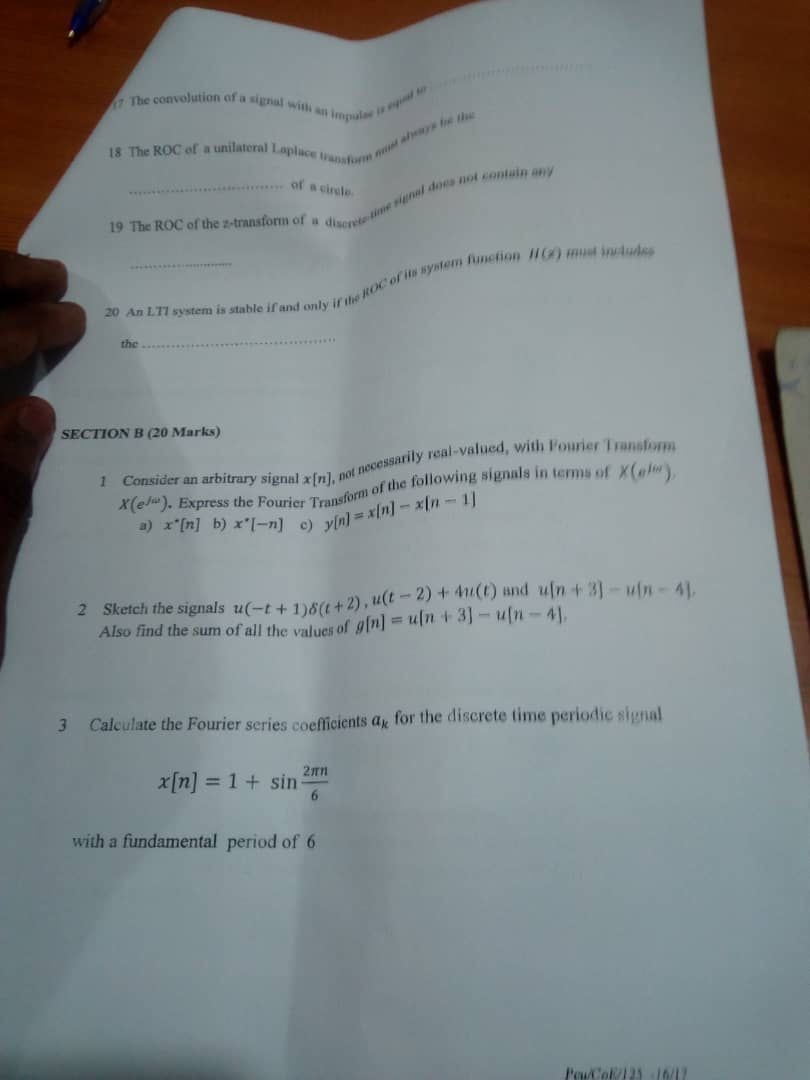 17 The convolution of a signal with an impulse is equal to ........................
18 The ROC of a unilateral Laplace transform must always be the
................................ of a circle.
19 The ROC of the z-transform of a discrete-time signal does not contain any
........................
20 An LTI system is stable if and only if the ROC of its system function H(z) must includes
the ........................................
SECTION B (20 Marks)
1 Consider an arbitrary signal x[n], not necessarily real-valued, with Fourier Transform
X(e^{jω}). Express the Fourier Transform of the following signals in terms of X(e^{jω}).
a) x*[n] b) x*[−n] c) y[n] = x[n] − x[n − 1]
2 Sketch the signals u(−t + 1)δ(t + 2), u(t − 2) + 4u(t) and u[n + 3] − u[n − 4].
Also find the sum of all the values of g[n] = u[n + 3] − u[n − 4].
3 Calculate the Fourier series coefficients a_k for the discrete time periodic signal
x[n] = 1 + sin 2πn/6
with a fundamental period of 6